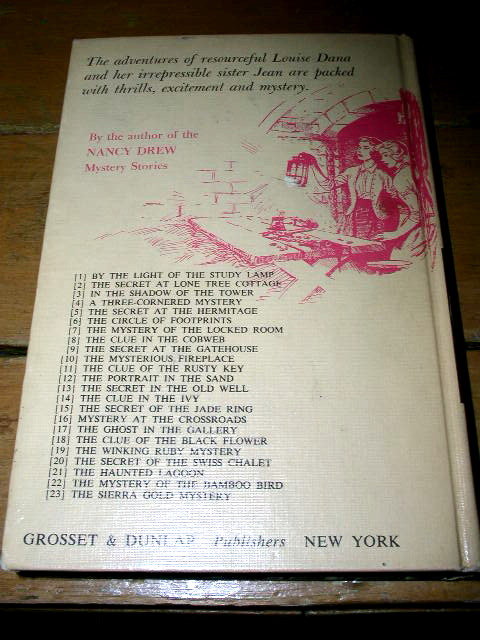 The adventures of resourceful Louise Dana
and her irrepressible sister Jean are packed
with thrills, excitement and mystery.
By the author of the
NANCY DREW
Mystery Stories
[1] BY THE LIGHT OF THE STUDY LAMP
[2] THE SECRET AT LONE TREE COTTAGE
[3] IN THE SHADOW OF THE TOWER
[4] A THREE-CORNERED MYSTERY
[5] THE SECRET AT THE HERMITAGE
[6] THE CIRCLE OF FOOTPRINTS
[7] THE MYSTERY OF THE LOCKED ROOM
[8] THE CLUE IN THE COBWEB
[9] THE SECRET AT THE GATEHOUSE
[10] THE MYSTERIOUS FIREPLACE
[11] THE CLUE OF THE RUSTY KEY
[12] THE PORTRAIT IN THE SAND
[13] THE SECRET IN THE OLD WELL
[14] THE CLUE IN THE IVY
[15] THE SECRET OF THE JADE RING
[16] MYSTERY AT THE CROSSROADS
[17] THE GHOST IN THE GALLERY
[18] THE CLUE OF THE BLACK FLOWER
[19] THE WINKING RUBY MYSTERY
[20] THE SECRET OF THE SWISS CHALET
[21] THE HAUNTED LAGOON
[22] THE MYSTERY OF THE BAMBOO BIRD
[23] THE SIERRA GOLD MYSTERY
GROSSET & DUNLAP Publishers NEW YORK